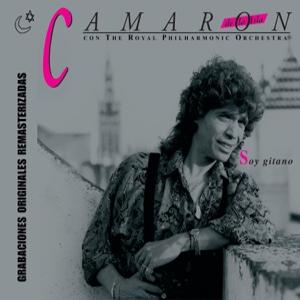 CAMARON
de la Isla
CON THE ROYAL PHILHARMONIC ORCHESTRA
Soy gitano
GRABACIONES ORIGINALES REMASTERIZADAS